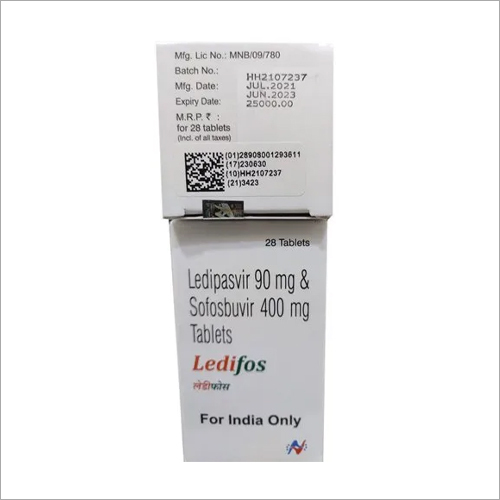 Mfg. Lic No.: MNB/09/780
Batch No.: HH2107237
Mfg. Date: JUL.2021
Expiry Date: JUN.2023
M.R.P. ₹ : 25000.00
for 28 tablets
(Incl. of all taxes)
(01)28908001293611
(17)230630
(10)HH2107237
(21)3423
28 Tablets
Ledipasvir 90 mg &
Sofosbuvir 400 mg
Tablets
Ledifos
लेडीफोस
For India Only